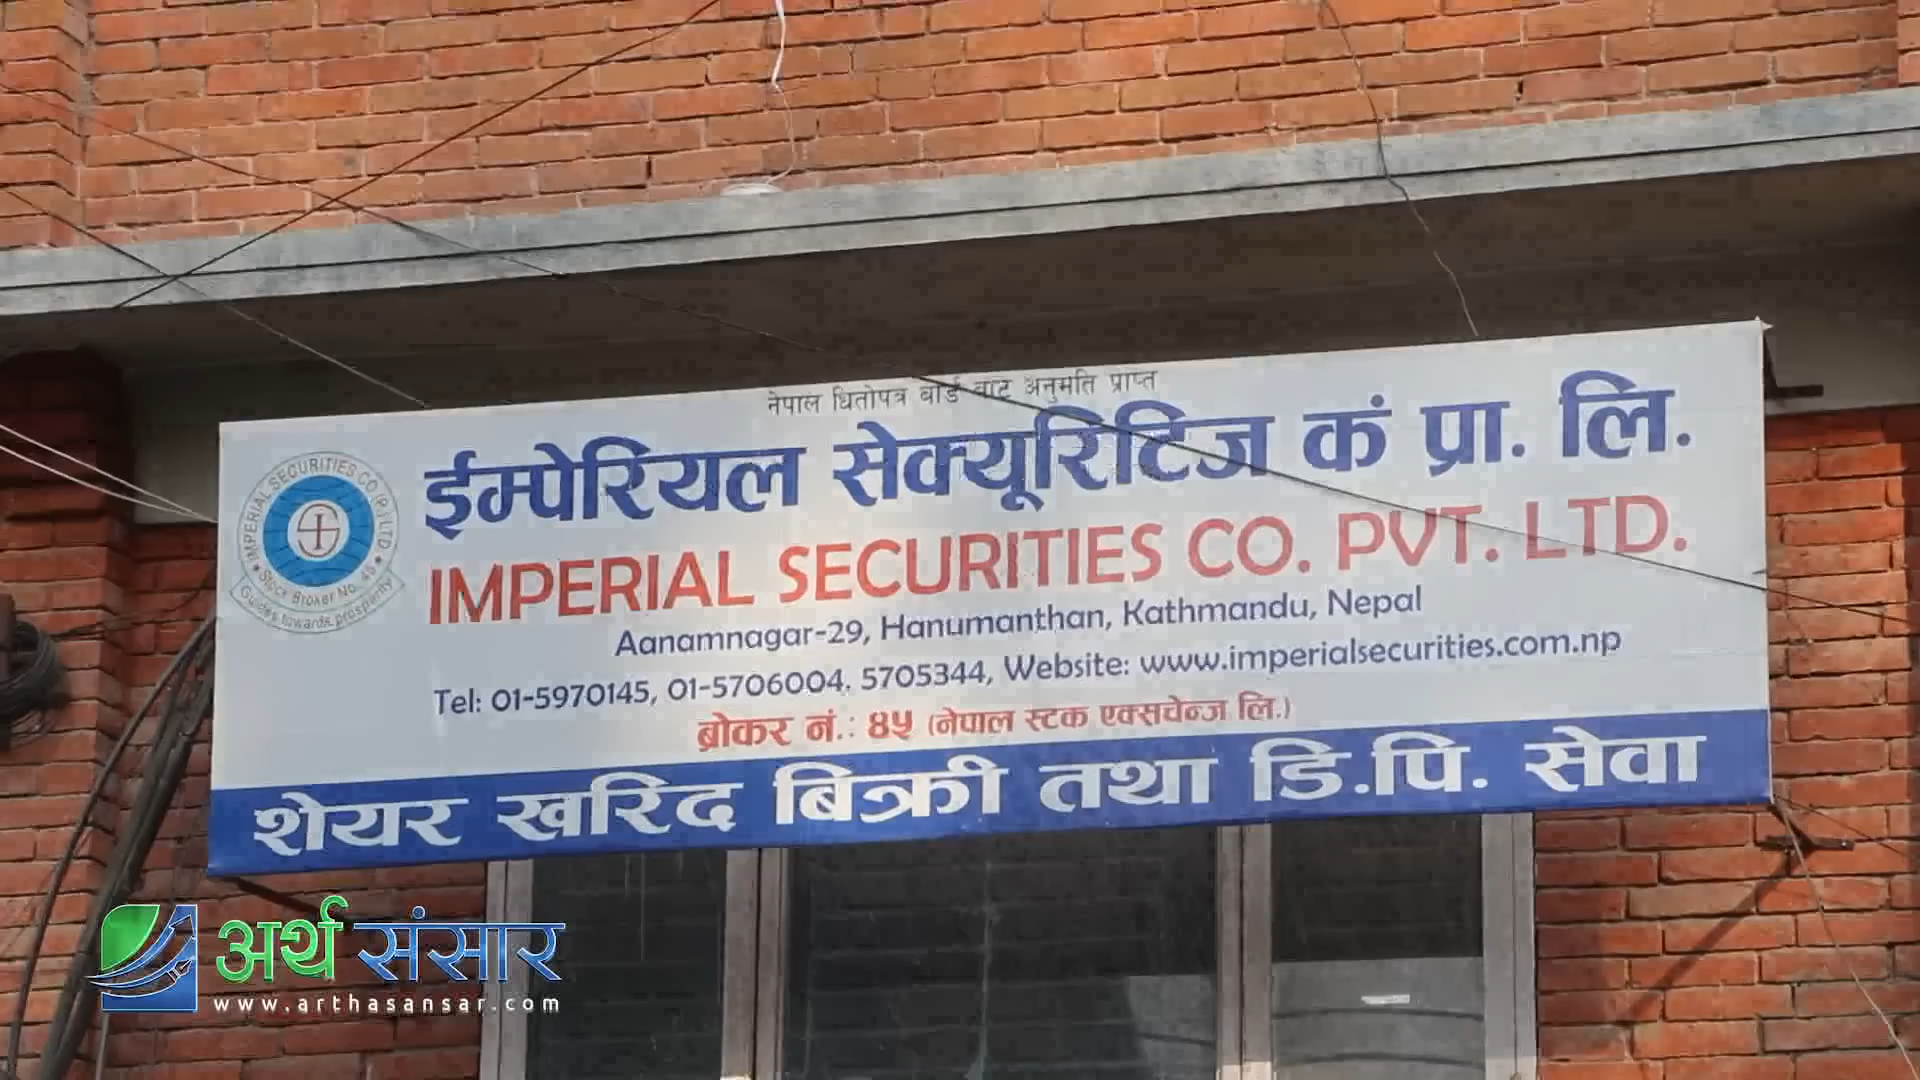 नेपाल धितोपत्र बोर्ड बाट अनुमति प्राप्त
ईम्पेरियल सेक्यूरिटिज कं प्रा. लि.
IMPERIAL SECURITIES CO. PVT. LTD.
Aanamnagar-29, Hanumanthan, Kathmandu, Nepal
Tel: 01-5970145, 01-5706004. 5705344, Website: www.imperialsecurities.com.np
ब्रोकर नं.: ४५ (नेपाल स्टक एक्सचेन्ज लि.)
शेयर खरिद बिक्री तथा डि.पि. सेवा
IMPERIAL SECURITIES CO.(P.) LTD.
Stock Broker No. 45
Guides towards prosperity
SI
अर्थ संसार
www.arthasansar.com